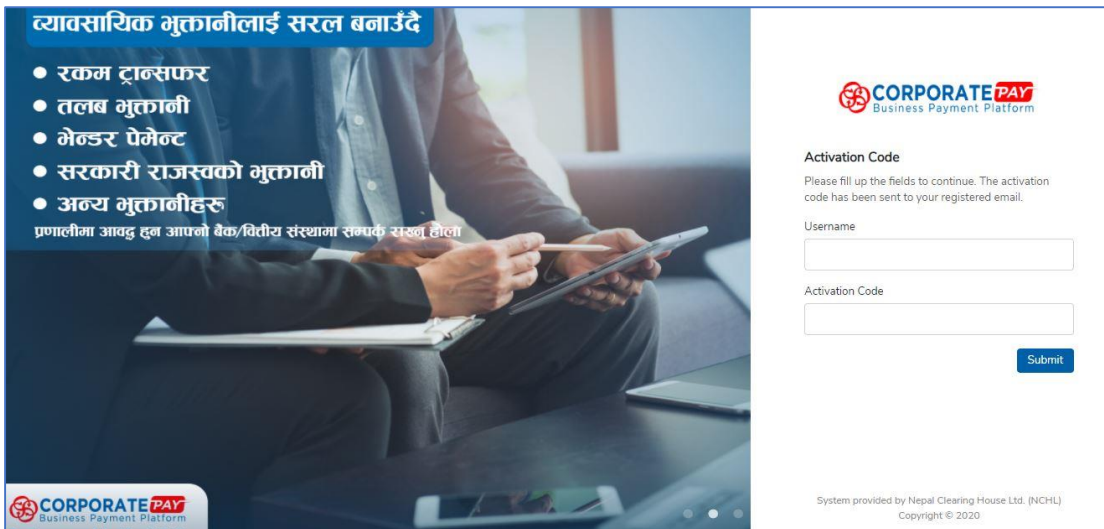 व्यावसायिक भुक्तानीलाई सरल बनाउँदै
रकम ट्रान्सफर
तलब भुक्तानी
भेन्डर पेमेन्ट
सरकारी राजस्वको भुक्तानी
अन्य भुक्तानीहरू
प्रणालीमा आवद्ध हुन आफ्नो बैंक/वित्तीय संस्थामा सम्पर्क राख्नु होला
CORPORATE PAY
Business Payment Platform
CORPORATE PAY
Business Payment Platform
Activation Code
Please fill up the fields to continue. The activation
code has been sent to your registered email.
Username
Activation Code
Submit
System provided by Nepal Clearing House Ltd. (NCHL)
Copyright © 2020